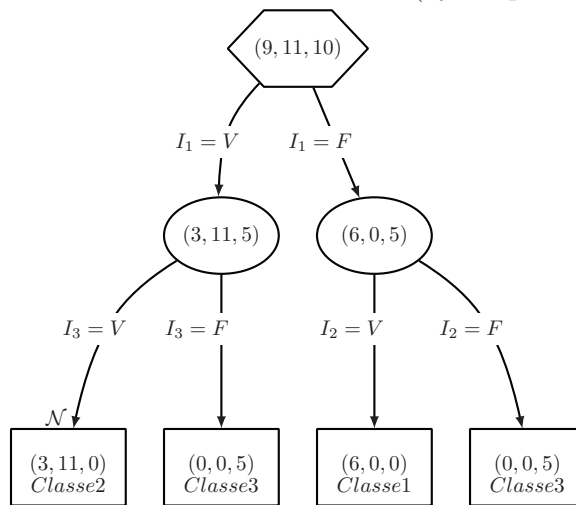 (9, 11, 10)
I₁ = V
I₁ = F
(3, 11, 5)
(6, 0, 5)
I₃ = V
I₃ = F
I₂ = V
I₂ = F
𝒩
(3, 11, 0)
Classe2
(0, 0, 5)
Classe3
(6, 0, 0)
Classe1
(0, 0, 5)
Classe3